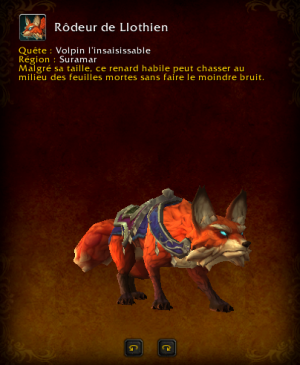 Rôdeur de Llothien
Quête : Volpin l'insaisissable
Région : Suramar
Malgré sa taille, ce renard habile peut chasser au
milieu des feuilles mortes sans faire le moindre bruit.